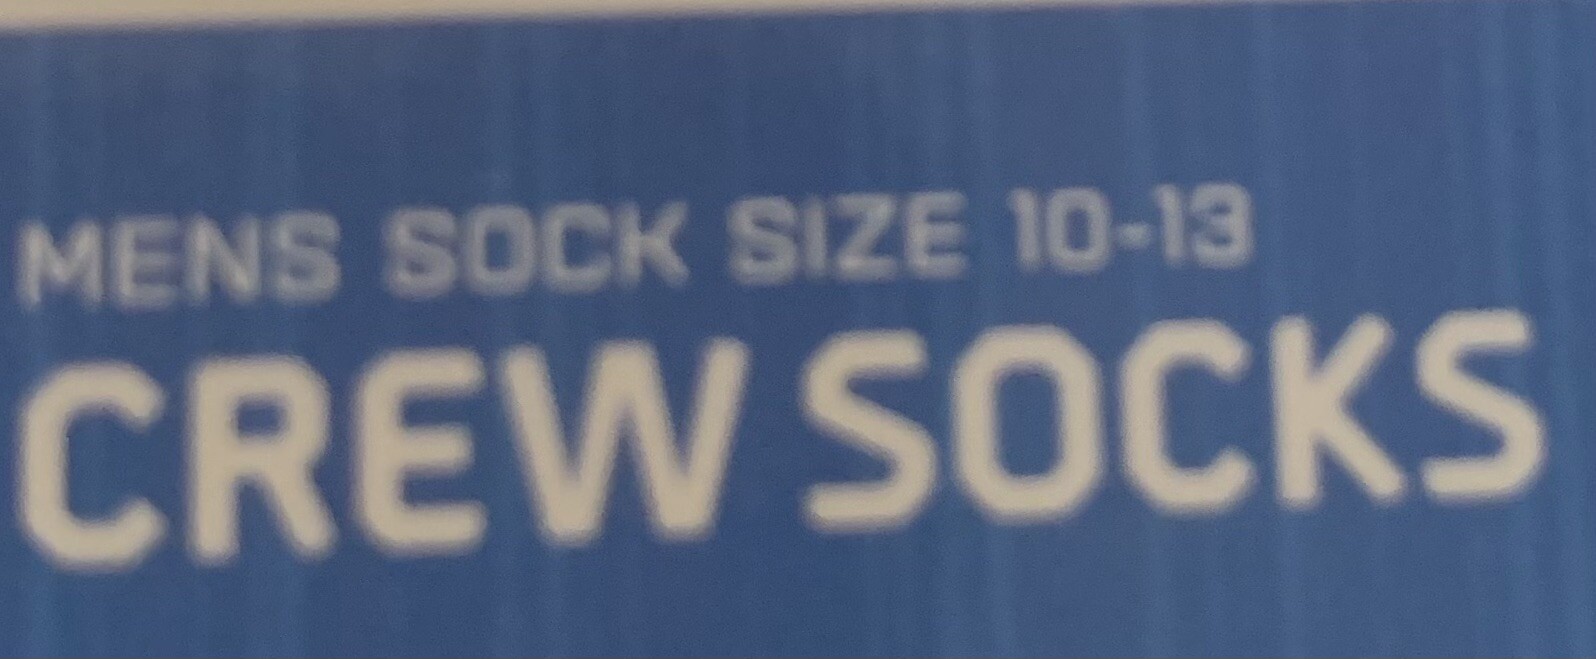 MENS SOCK SIZE 10-13
CREW SOCKS